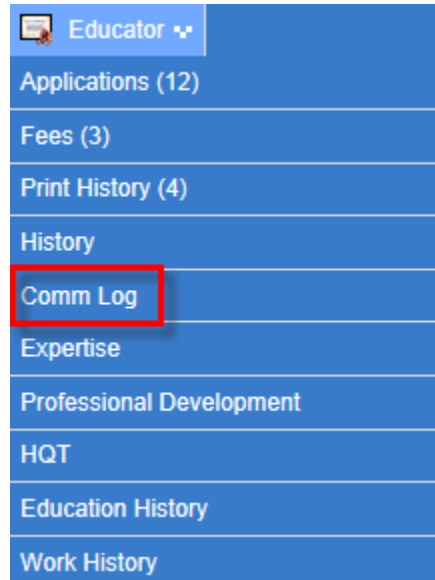 Educator
Applications (12)
Fees (3)
Print History (4)
History
Comm Log
Expertise
Professional Development
HQT
Education History
Work History